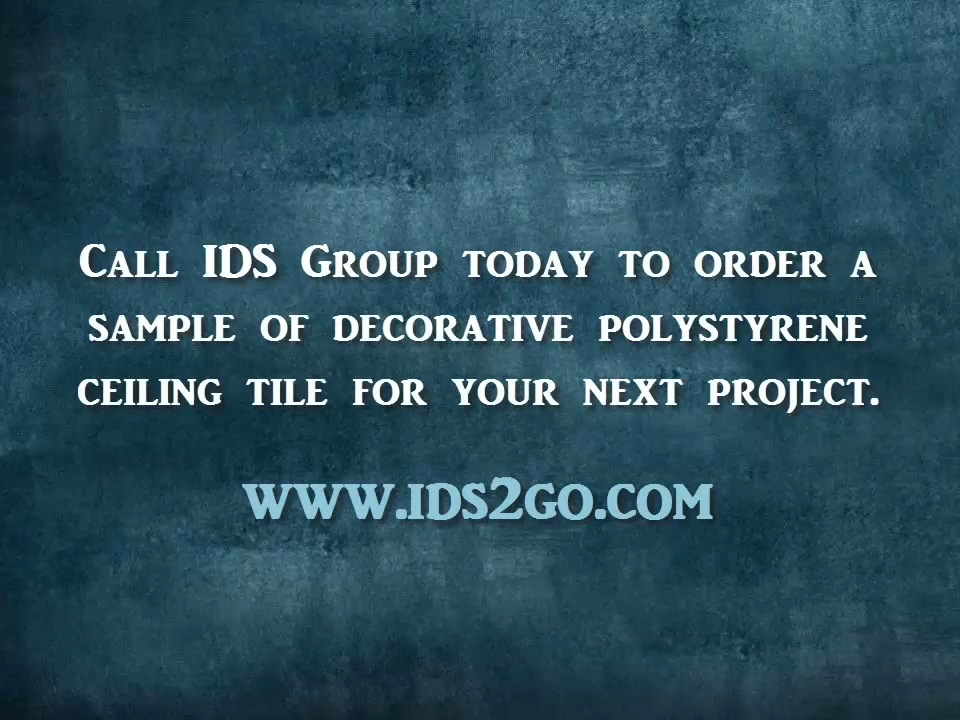 Call IDS Group today to order a
sample of decorative polystyrene
ceiling tile for your next project.
www.ids2go.com